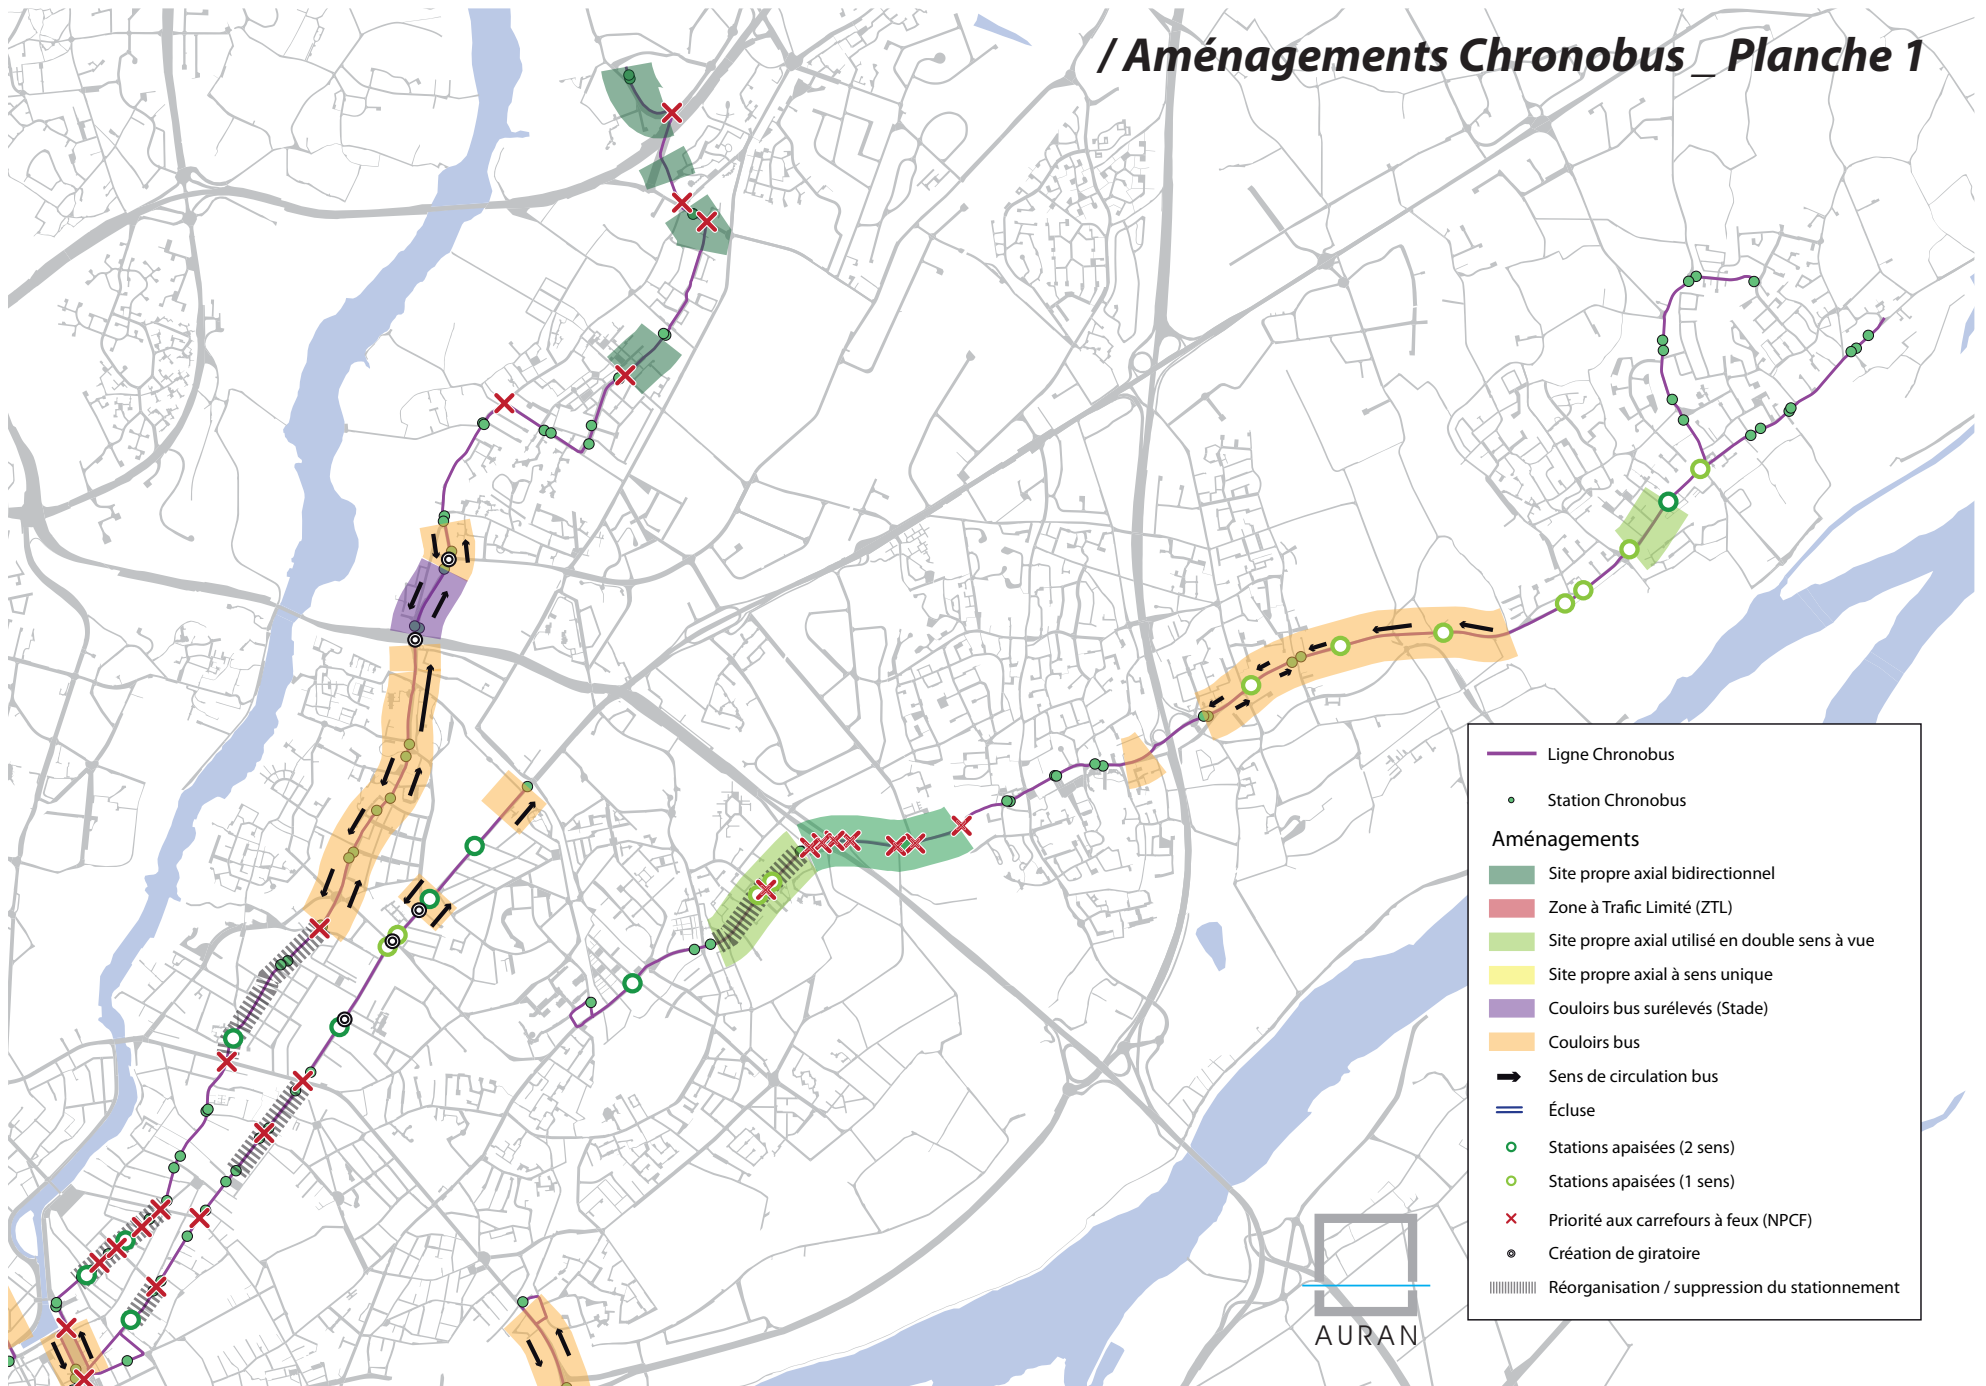 / Aménagements Chronobus _ Planche 1
Ligne Chronobus
Station Chronobus
Aménagements
Site propre axial bidirectionnel
Zone à Trafic Limité (ZTL)
Site propre axial utilisé en double sens à vue
Site propre axial à sens unique
Couloirs bus surélevés (Stade)
Couloirs bus
Sens de circulation bus
Écluse
Stations apaisées (2 sens)
Stations apaisées (1 sens)
Priorité aux carrefours à feux (NPCF)
Création de giratoire
Réorganisation / suppression du stationnement
AURAN